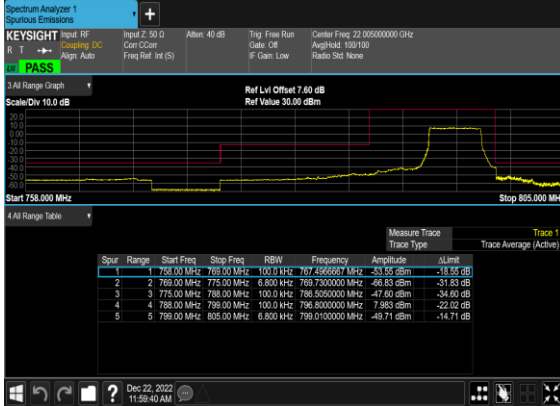 Spectrum Analyzer 1
Spurious Emissions
+
KEYSIGHT Input: RF Input Z: 50 Ω Atten: 40 dB Trig: Free Run Center Freq: 22.005000000 GHz
R T Coupling: DC Corr CCorr Gate: Off Avg|Hold: 100/100
Align: Auto Freq Ref: Int (S) IF Gain: Low Radio Std: None
LXI PASS
3 All Range Graph
Ref Lvl Offset 7.60 dB
Scale/Div 10.0 dB Ref Value 30.00 dBm
20.0
10.0
0.00
-10.0
-20.0
-30.0
-40.0
-50.0
-60.0
Start 758.000 MHz Stop 805.000 MH
4 All Range Table
Measure Trace Trace 1
Trace Type Trace Average (Active)
Spur Range Start Freq Stop Freq RBW Frequency Amplitude ΔLimit
1 1 758.00 MHz 769.00 MHz 100.0 kHz 767.4966667 MHz -53.55 dBm -18.55 dB
2 2 769.00 MHz 775.00 MHz 6.800 kHz 769.7300000 MHz -66.83 dBm -31.83 dB
3 3 775.00 MHz 788.00 MHz 100.0 kHz 786.5050000 MHz -47.60 dBm -34.60 dB
4 4 788.00 MHz 799.00 MHz 100.0 kHz 796.8000000 MHz 7.983 dBm -22.02 dB
5 5 799.00 MHz 805.00 MHz 6.800 kHz 799.0100000 MHz -49.71 dBm -14.71 dB
? Dec 22, 2022
11:59:40 AM